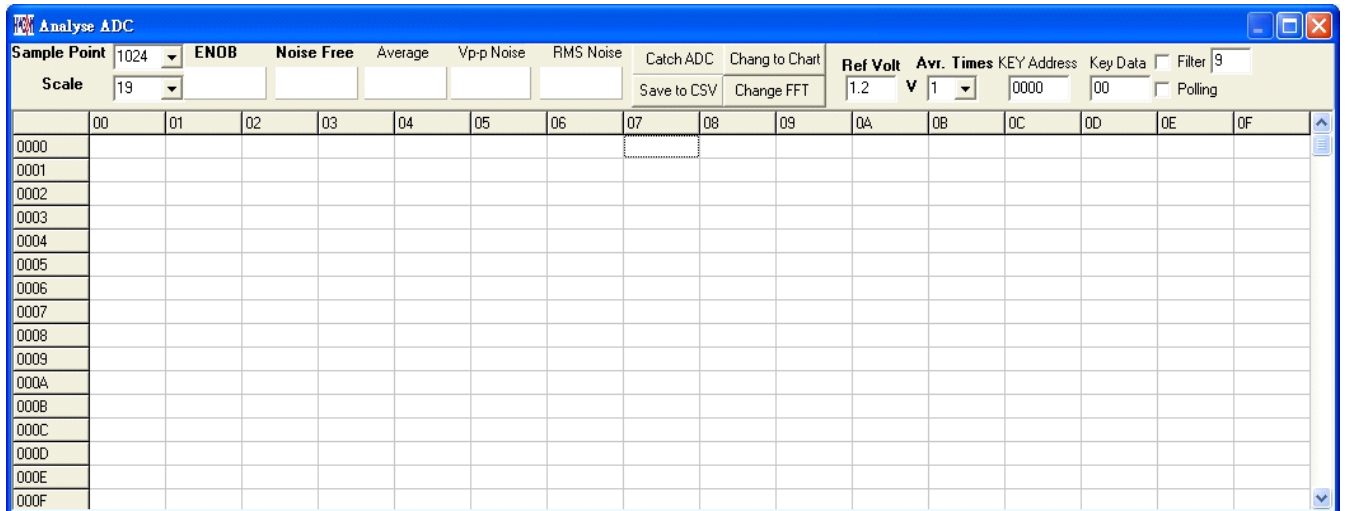 Analyse ADC
Sample Point 1024 ENOB Noise Free Average Vp-p Noise RMS Noise Catch ADC Chang to Chart Ref Volt Avr. Times KEY Address Key Data Filter 9
Scale 19 Save to CSV Change FFT 1.2 V 1 0000 00 Polling
00 01 02 03 04 05 06 07 08 09 0A 0B 0C 0D 0E 0F
0000
0001
0002
0003
0004
0005
0006
0007
0008
0009
000A
000B
000C
000D
000E
000F